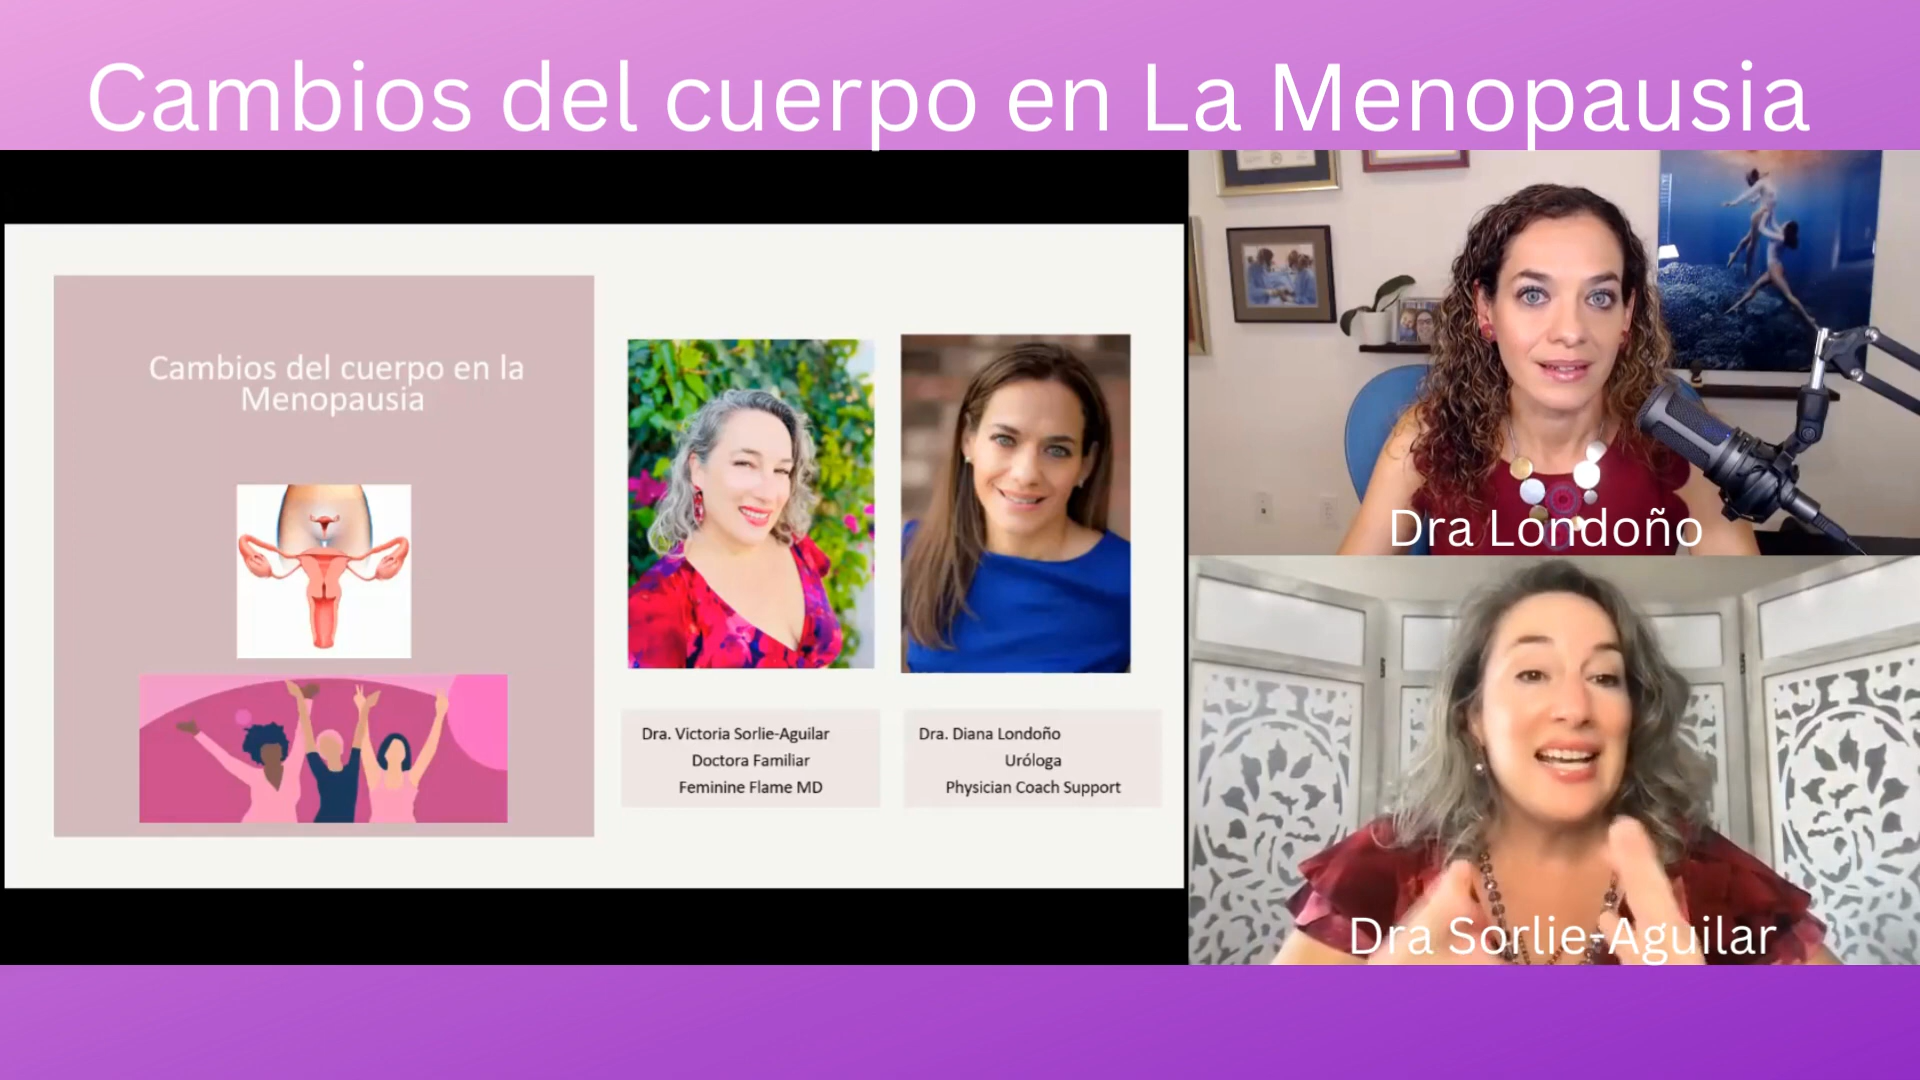 Cambios del cuerpo en La Menopausia
Cambios del cuerpo en la
Menopausia
Dra. Victoria Sorlie-Aguilar
Doctora Familiar
Feminine Flame MD
Dra. Diana Londoño
Uróloga
Physician Coach Support
Dra Londoño
Dra Sorlie-Aguilar